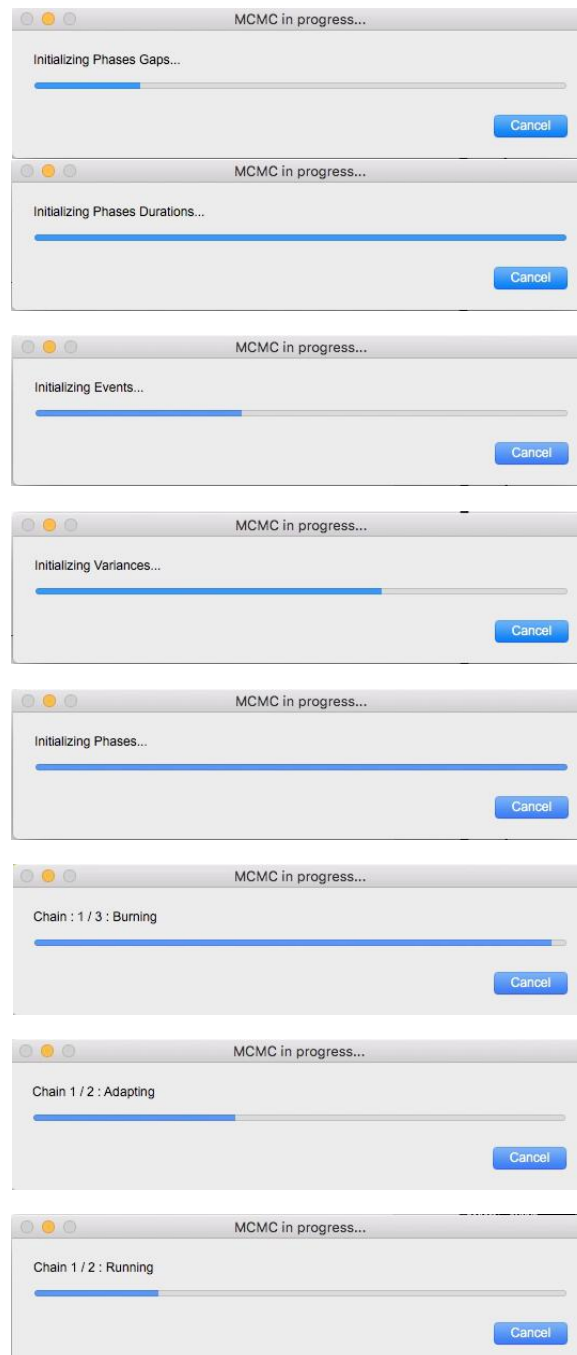 MCMC in progress...
Initializing Phases Gaps...
Cancel
MCMC in progress...
Initializing Phases Durations...
Cancel
MCMC in progress...
Initializing Events...
Cancel
MCMC in progress...
Initializing Variances...
Cancel
MCMC in progress...
Initializing Phases...
Cancel
MCMC in progress...
Chain : 1 / 3 : Burning
Cancel
MCMC in progress...
Chain 1 / 2 : Adapting
Cancel
MCMC in progress...
Chain 1 / 2 : Running
Cancel